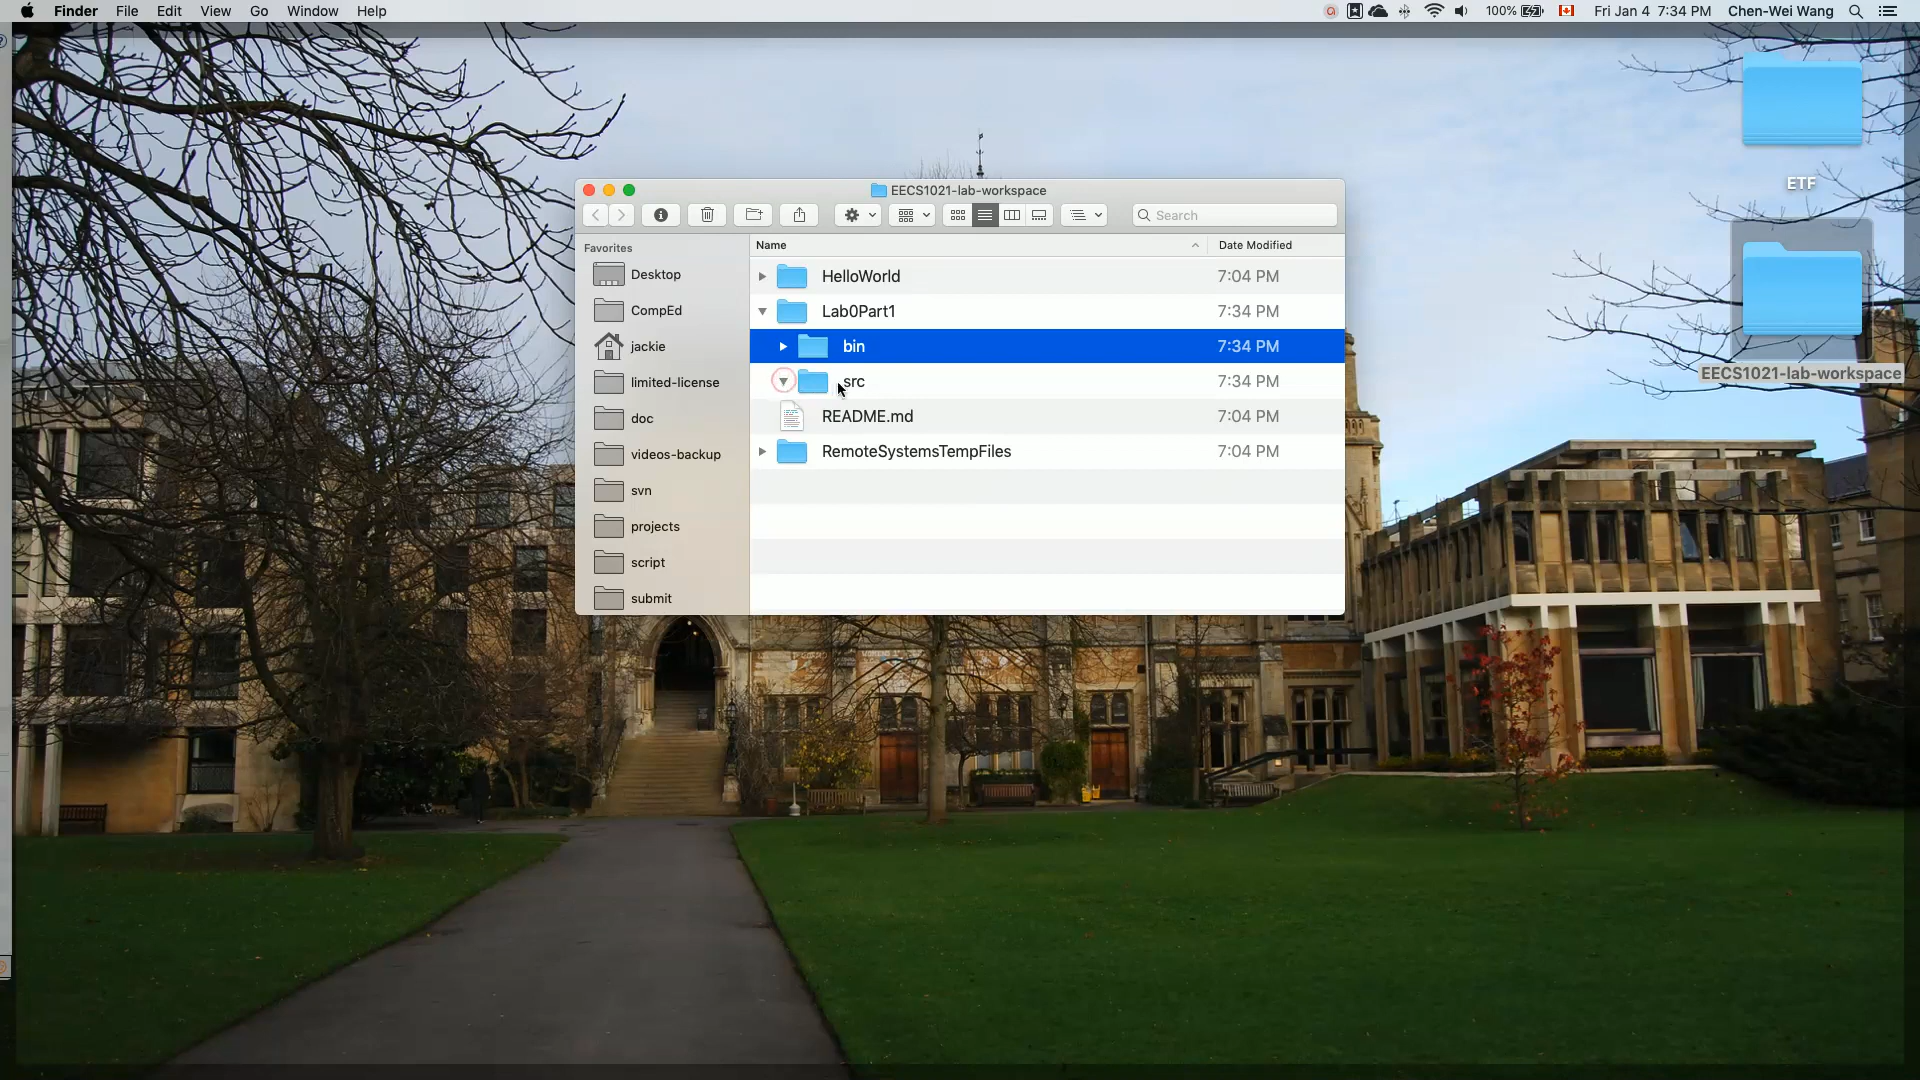 Finder File Edit View Go Window Help
100% Fri Jan 4 7:34 PM Chen-Wei Wang
EECS1021-lab-workspace
Search
Favorites
Desktop
CompEd
jackie
limited-license
doc
videos-backup
svn
projects
script
submit
Name Date Modified
HelloWorld 7:04 PM
Lab0Part1 7:34 PM
bin 7:34 PM
src 7:34 PM
README.md 7:04 PM
RemoteSystemsTempFiles 7:04 PM
ETF
EECS1021-lab-workspace